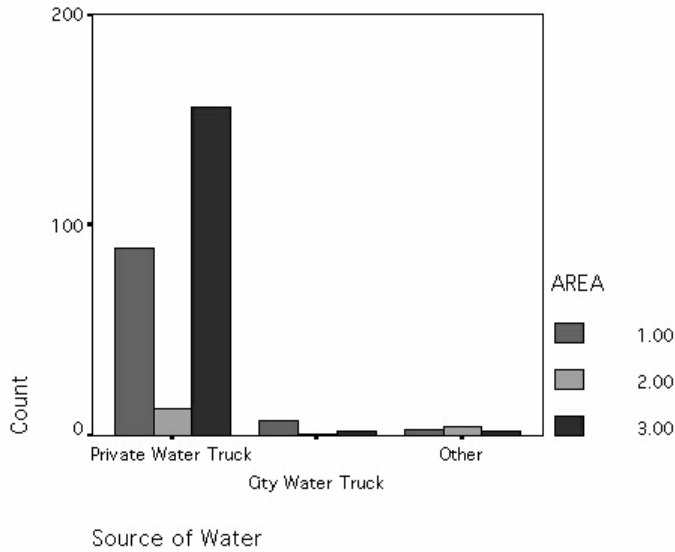 200
100
0
Count
Private Water Truck
City Water Truck
Other
Source of Water
AREA
1.00
2.00
3.00